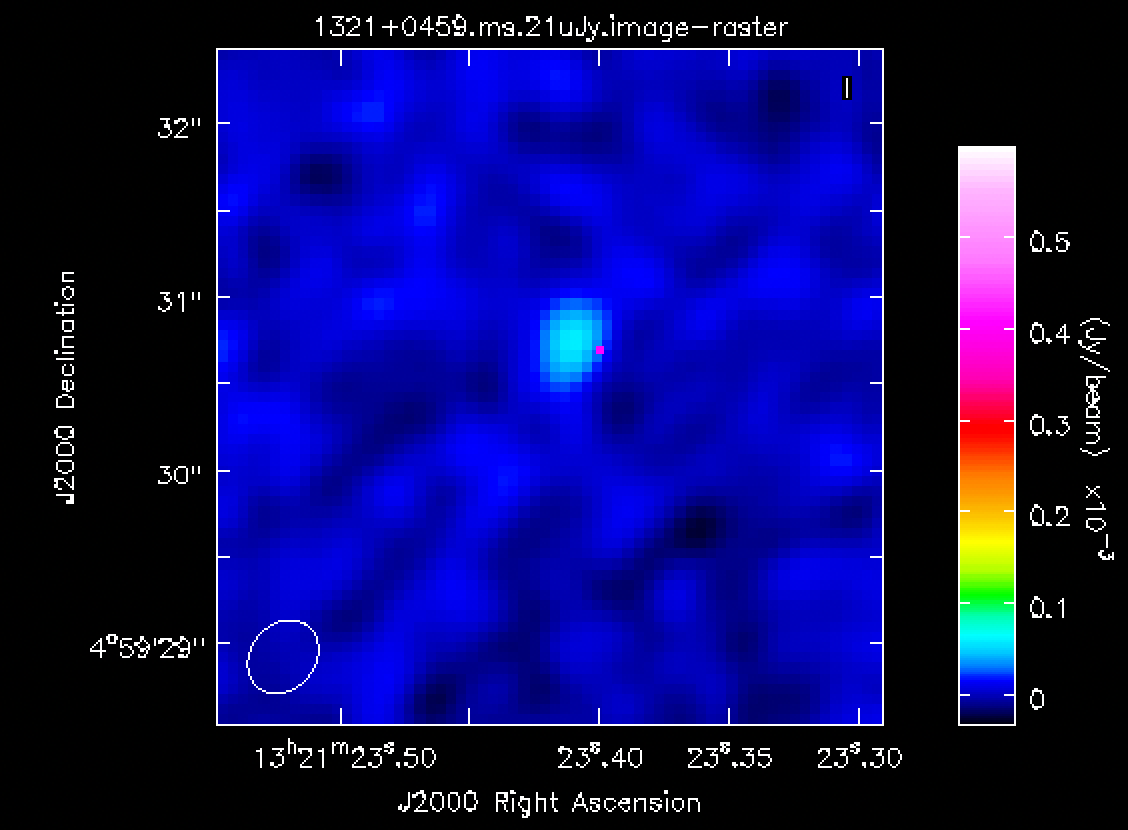 1321+0459.ms.21uJy.image-raster
I
32"
31"
30"
4°59'29"
J2000 Declination
13ʰ21ᵐ23ˢ.50
23ˢ.40
23ˢ.35
23ˢ.30
J2000 Right Ascension
0.5
0.4
0.3
0.2
0.1
0
(Jy/beam) ×10⁻³